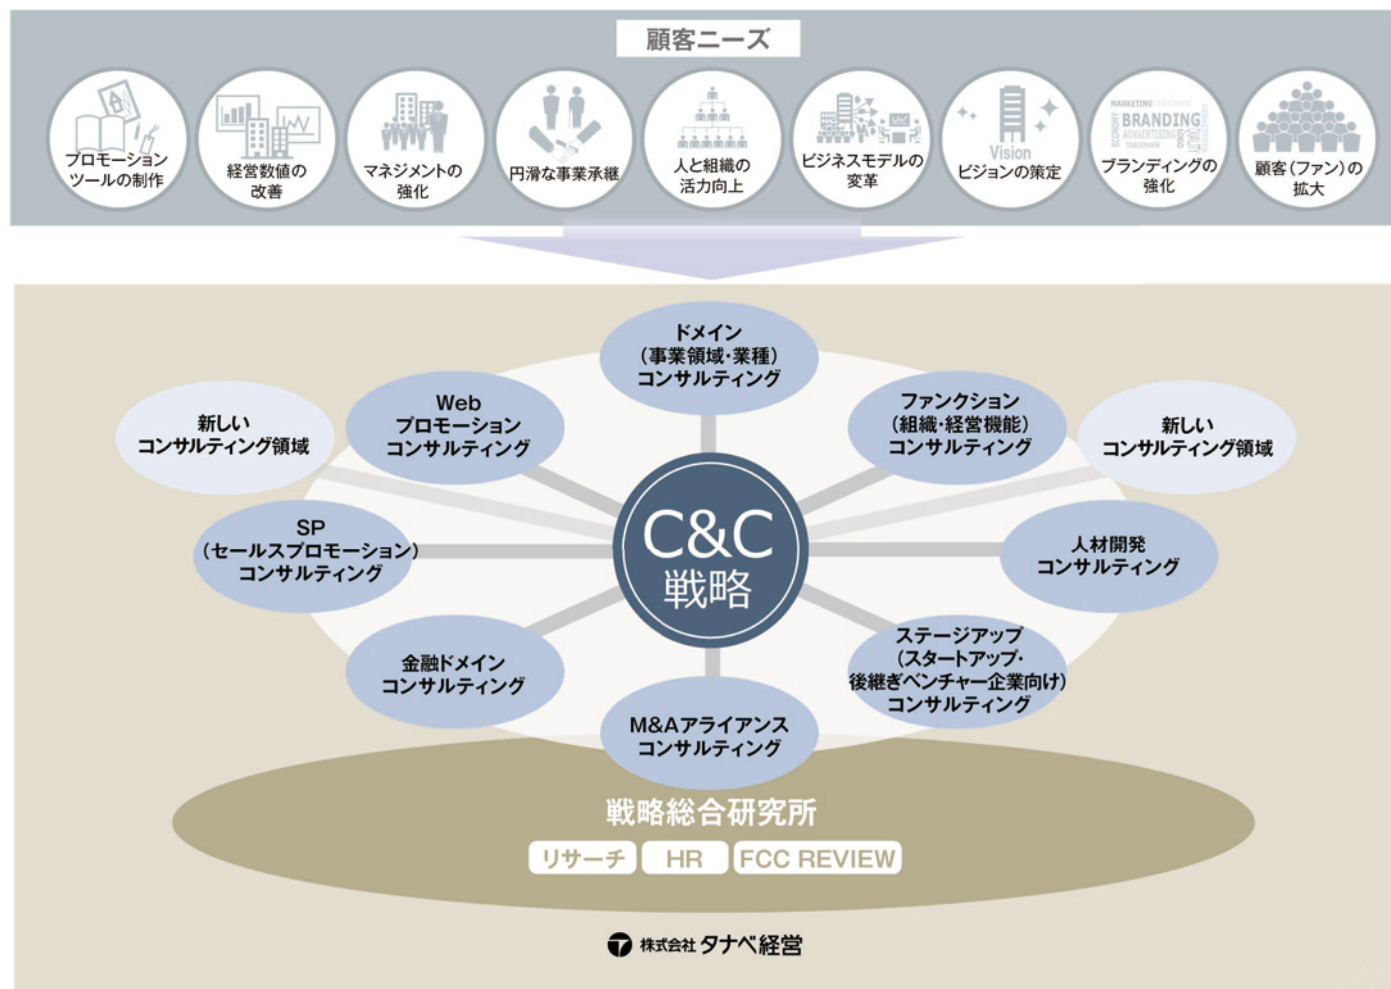 顧客ニーズ
プロモーション
ツールの制作
経営数値の
改善
マネジメントの
強化
円滑な事業承継
人と組織の
活力向上
ビジネスモデルの
変革
Vision
ビジョンの策定
MARKETING TRADEMARK
ECONOMY
BRANDING
ADVERTISING
TRADEMARK
LOGO
QUALITY
ブランディングの
強化
顧客(ファン)の
拡大
ドメイン
(事業領域・業種)
コンサルティング
Web
プロモーション
コンサルティング
ファンクション
(組織・経営機能)
コンサルティング
新しい
コンサルティング領域
新しい
コンサルティング領域
C&C
戦略
SP
(セールスプロモーション)
コンサルティング
人材開発
コンサルティング
金融ドメイン
コンサルティング
ステージアップ
(スタートアップ・
後継ぎベンチャー企業向け)
コンサルティング
M&Aアライアンス
コンサルティング
戦略総合研究所
リサーチ
HR
FCC REVIEW
株式会社 タナベ経営